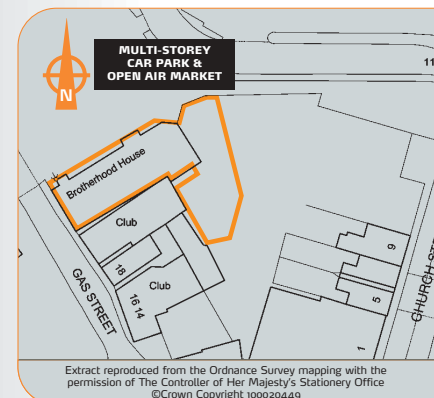 MULTI-STOREY
CAR PARK &
OPEN AIR MARKET
N
11
Brotherhood House
Club
18
Club
16 14
GAS STREET
9
5
1
CHURCH ST
Extract reproduced from the Ordnance Survey mapping with the
permission of The Controller of Her Majesty's Stationery Office
©Crown Copyright 100020449